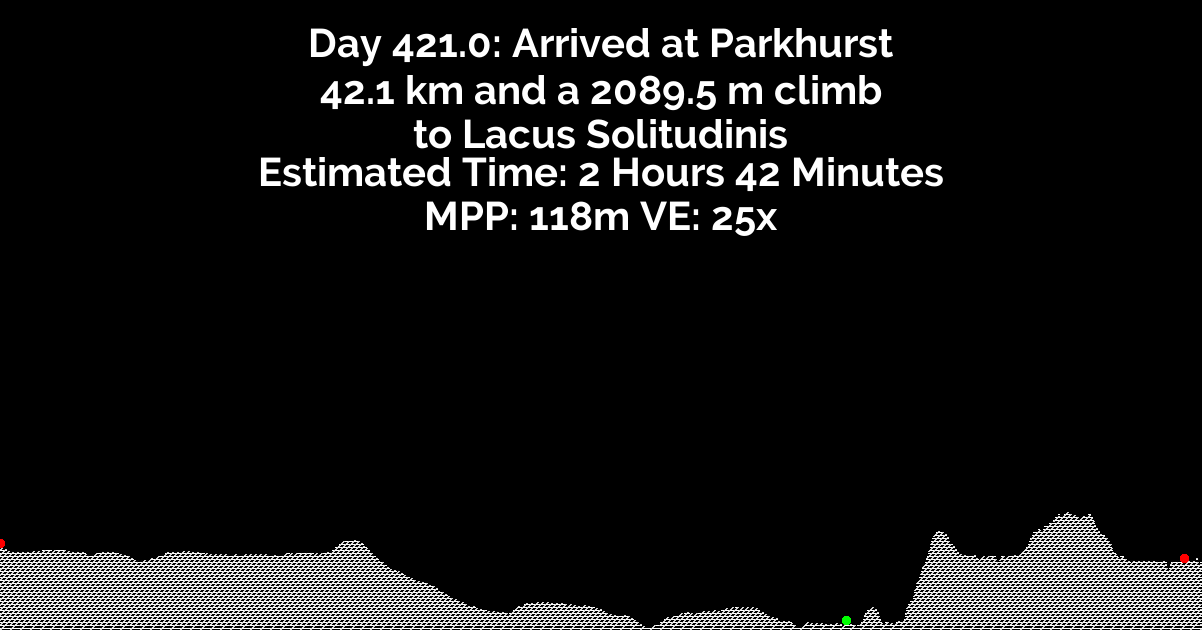 Day 421.0: Arrived at Parkhurst
42.1 km and a 2089.5 m climb
to Lacus Solitudinis
Estimated Time: 2 Hours 42 Minutes
MPP: 118m VE: 25x